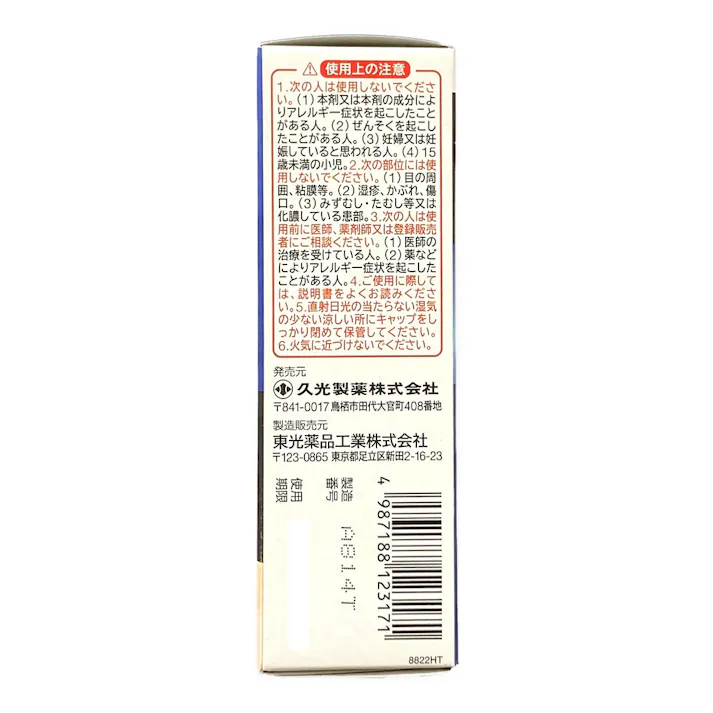 使用上の注意
1.次の人は使用しないでくださ
い。(1)本剤又は本剤の成分によ
りアレルギー症状を起こしたこと
がある人。(2)ぜんそくを起こし
たことがある人。(3)妊婦又は妊
娠していると思われる人。(4)15
歳未満の小児。2.次の部位には使
用しないでください。(1)目の周
囲、粘膜等。(2)湿疹、かぶれ、傷
口。(3)みずむし・たむし等又は
化膿している患部。3.次の人は使
用前に医師、薬剤師又は登録販売
者にご相談ください。(1)医師の
治療を受けている人。(2)薬など
によりアレルギー症状を起こした
ことがある人。4.ご使用に際して
は、説明書をよくお読みくださ
い。5.直射日光の当たらない湿気
の少ない涼しい所にキャップをし
っかり閉めて保管してください。
6.火気に近づけないでください。
発売元
久光製薬株式会社
〒841-0017 鳥栖市田代大官町408番地
製造販売元
東光薬品工業株式会社
〒123-0865 東京都足立区新田2-16-23
4 987188 123171
製造番号
A814T
使用期限
8822HT